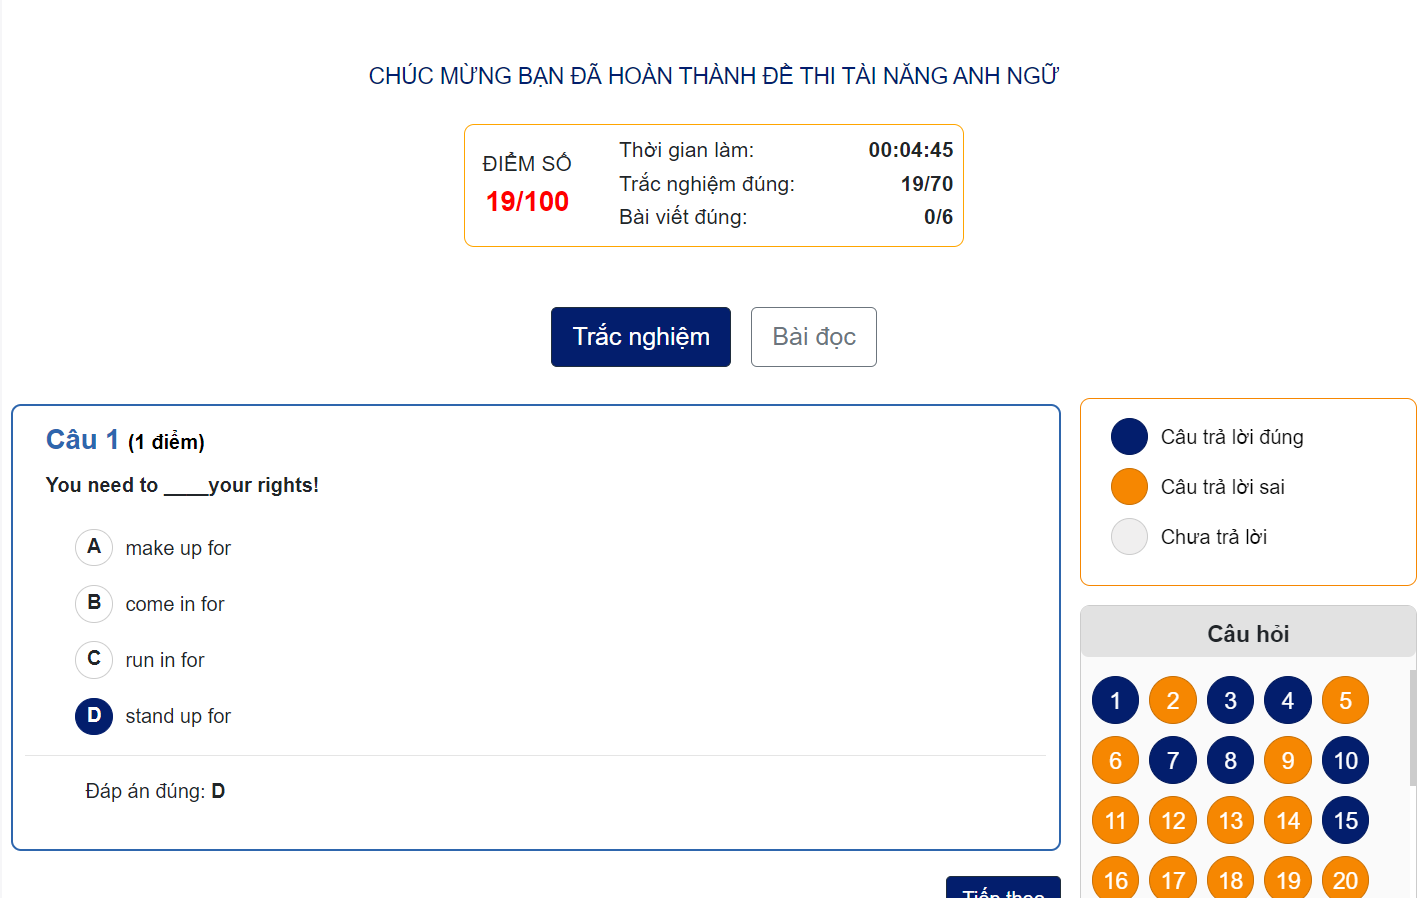 CHÚC MỪNG BẠN ĐÃ HOÀN THÀNH ĐỀ THI TÀI NĂNG ANH NGỮ
ĐIỂM SỐ
19/100
Thời gian làm: 00:04:45
Trắc nghiệm đúng: 19/70
Bài viết đúng: 0/6
Trắc nghiệm Bài đọc
Câu 1 (1 điểm)
You need to ____your rights!
A make up for
B come in for
C run in for
D stand up for
Đáp án đúng: D
Tiếp theo
Câu trả lời đúng
Câu trả lời sai
Chưa trả lời
Câu hỏi
1 2 3 4 5
6 7 8 9 10
11 12 13 14 15
16 17 18 19 20